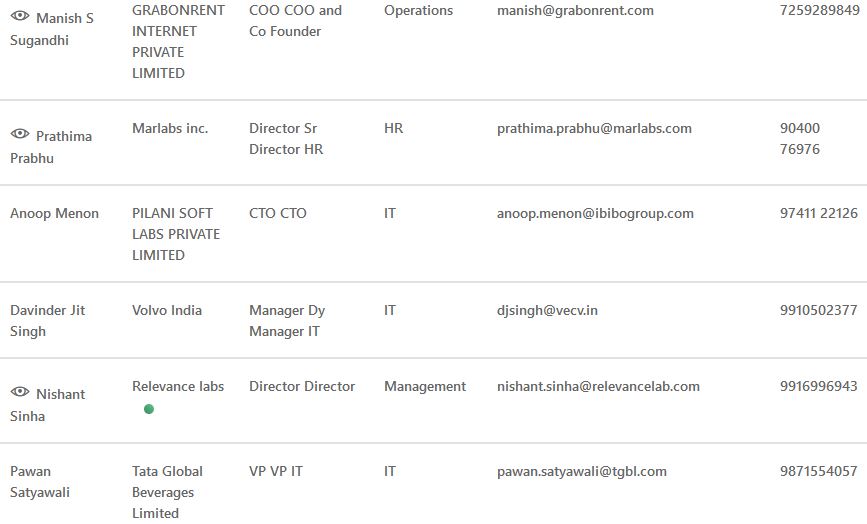 Manish S Sugandhi GRABONRENT INTERNET PRIVATE LIMITED COO COO and Co Founder Operations manish@grabonrent.com 7259289849
Prathima Prabhu Marlabs inc. Director Sr Director HR HR prathima.prabhu@marlabs.com 90400 76976
Anoop Menon PILANI SOFT LABS PRIVATE LIMITED CTO CTO IT anoop.menon@ibibogroup.com 97411 22126
Davinder Jit Singh Volvo India Manager Dy Manager IT IT djsingh@vecv.in 9910502377
Nishant Sinha Relevance labs Director Director Management nishant.sinha@relevancelab.com 9916996943
Pawan Satyawali Tata Global Beverages Limited VP VP IT IT pawan.satyawali@tgbl.com 9871554057